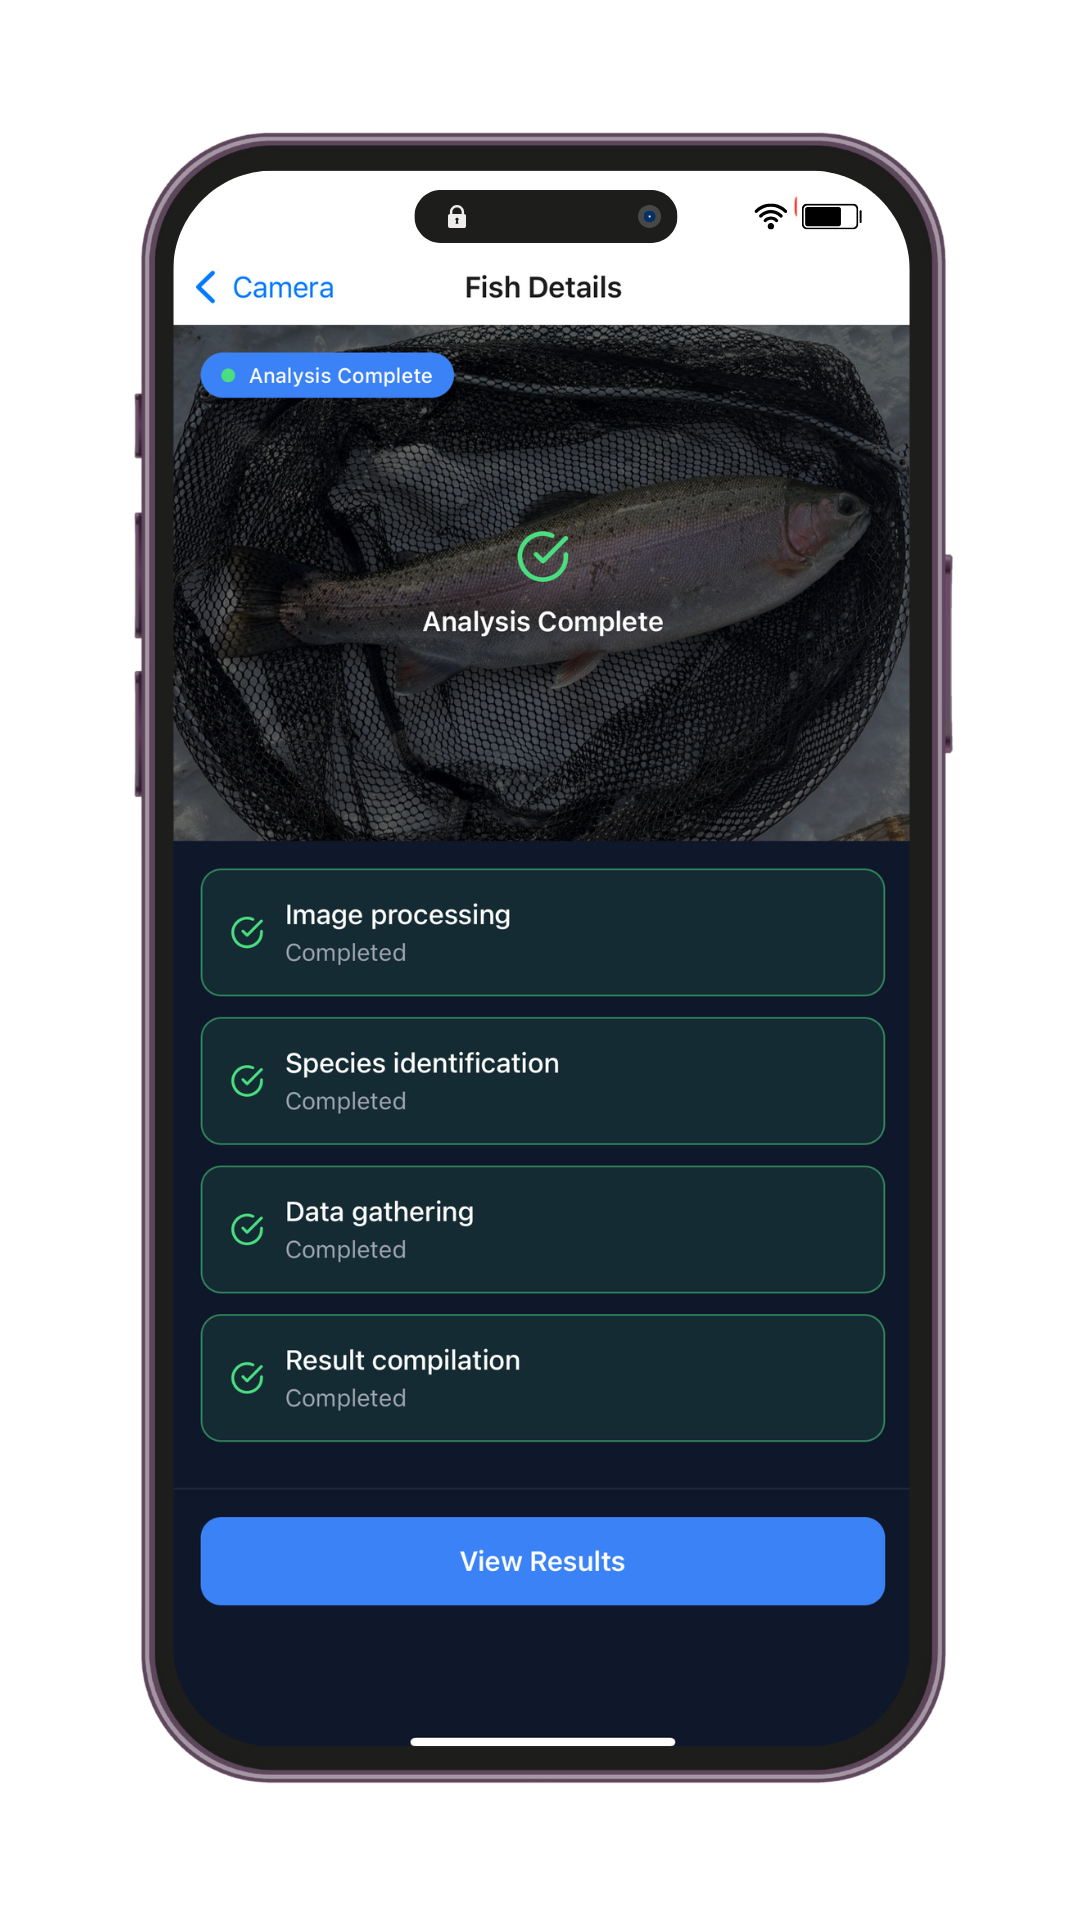 Camera
Fish Details
Analysis Complete
Analysis Complete
Image processing
Completed
Species identification
Completed
Data gathering
Completed
Result compilation
Completed
View Results